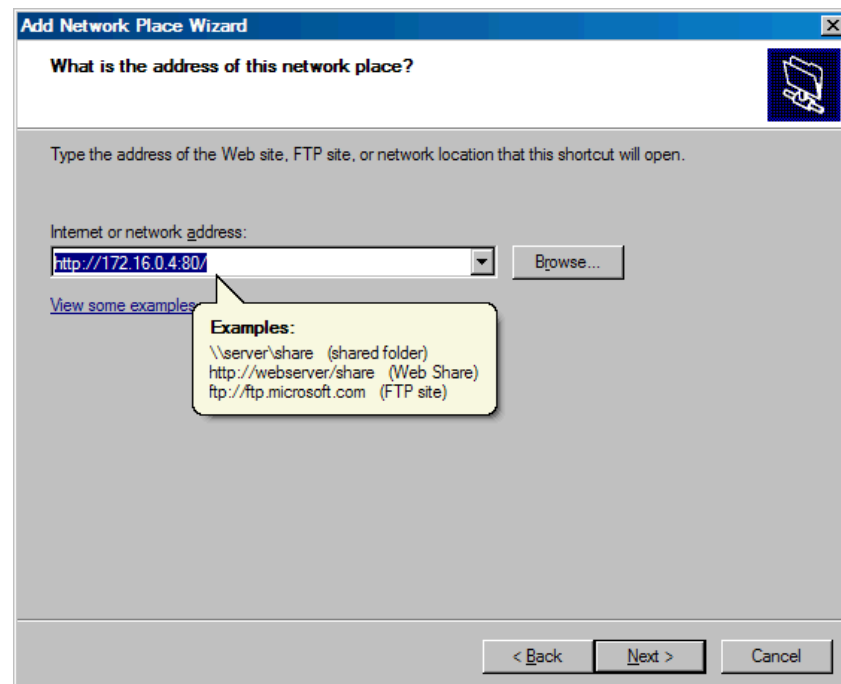 Add Network Place Wizard
What is the address of this network place?
Type the address of the Web site, FTP site, or network location that this shortcut will open.
Internet or network address:
http://172.16.0.4:80/
Browse...
View some examples
Examples:
\\server\share (shared folder)
http://webserver/share (Web Share)
ftp://ftp.microsoft.com (FTP site)
< Back
Next >
Cancel